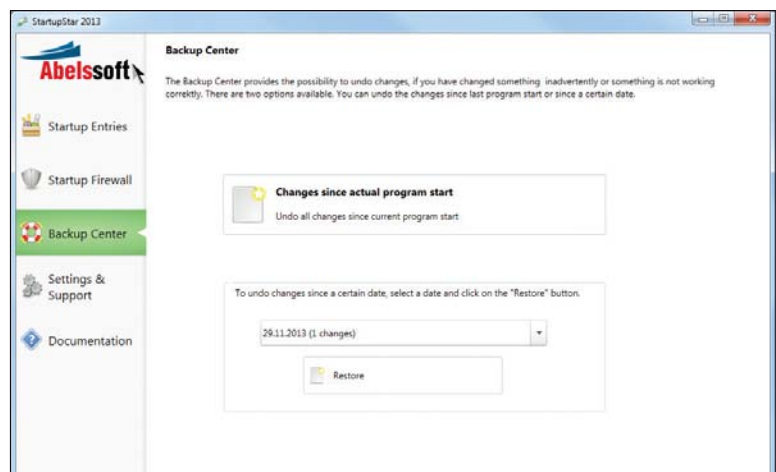 StartupStar 2013
Abelssoft
Startup Entries
Startup Firewall
Backup Center
Settings &
Support
Documentation
Backup Center
The Backup Center provides the possibility to undo changes, if you have changed something inadvertently or something is not working
correktly. There are two options available. You can undo the changes since last program start or since a certain date.
Changes since actual program start
Undo all changes since current program start
To undo changes since a certain date, select a date and click on the "Restore" button.
29.11.2013 (1 changes)
Restore